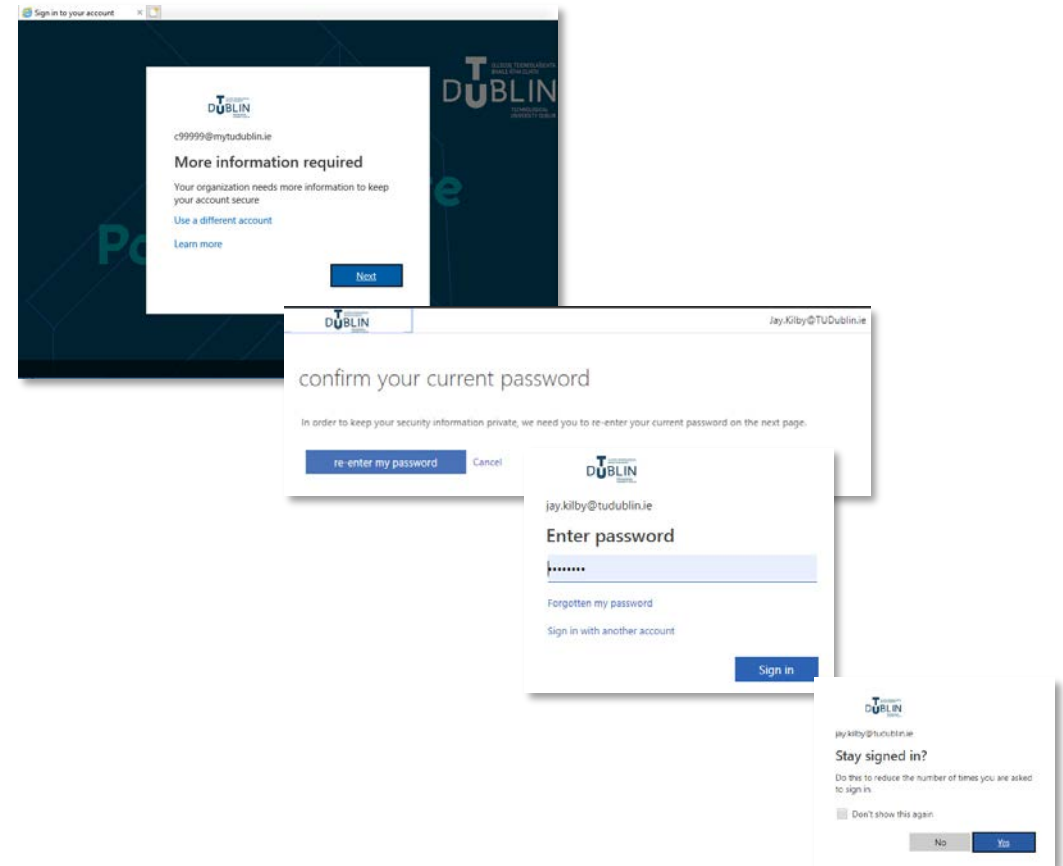 Sign in to your account
TU DUBLIN
TU DUBLIN
c99999@mytudublin.ie
More information required
Your organization needs more information to keep
your account secure
Use a different account
Learn more
Next
TU DUBLIN
Jay.Kilby@TUDublin.ie
confirm your current password
In order to keep your security information private, we need you to re-enter your current password on the next page.
re-enter my password Cancel
TU DUBLIN
jay.kilby@tudublin.ie
Enter password
Forgotten my password
Sign in with another account
Sign in
TU DUBLIN
jay.kilby@tudublin.ie
Stay signed in?
Do this to reduce the number of times you are asked
to sign in.
Don't show this again
No Yes